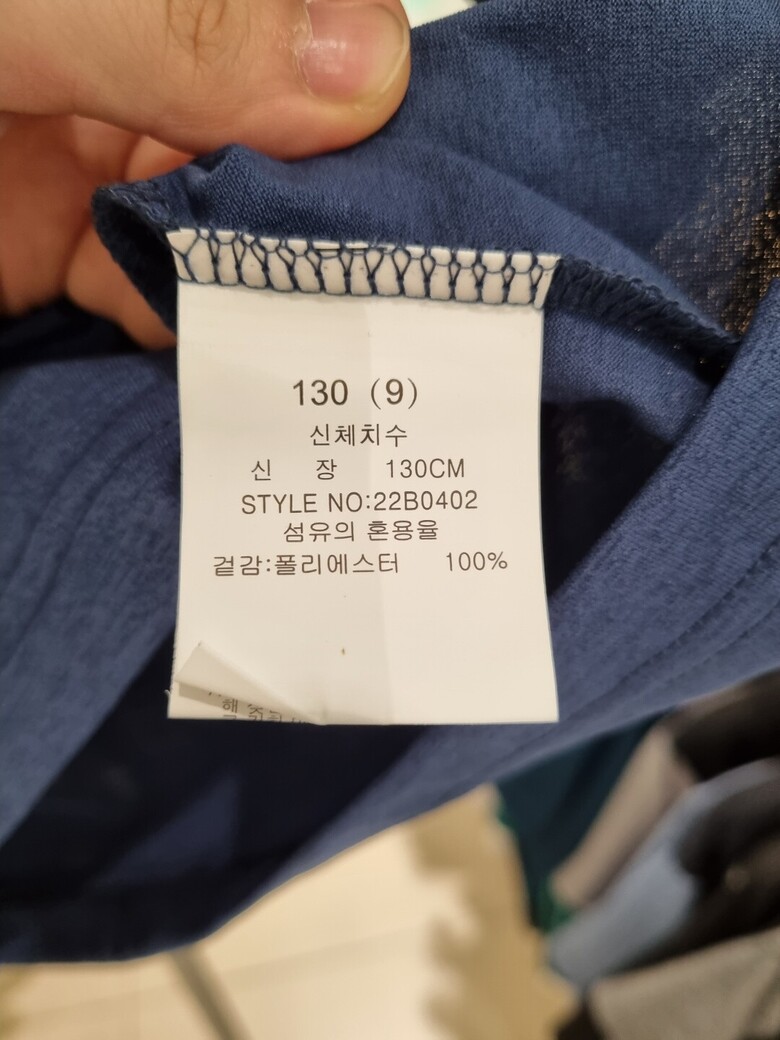 130 (9)
신체치수
신 장 130CM
STYLE NO:22B0402
섬유의 혼용율
겉감:폴리에스터 100%